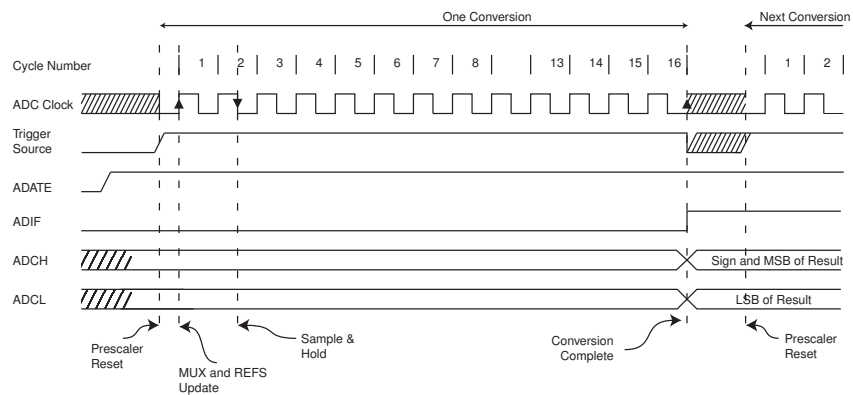 One Conversion
Next Conversion
Cycle Number
1 2 3 4 5 6 7 8 13 14 15 16 1 2
ADC Clock
Trigger
Source
ADATE
ADIF
ADCH
Sign and MSB of Result
ADCL
LSB of Result
Prescaler
Reset
MUX and REFS
Update
Sample &
Hold
Conversion
Complete
Prescaler
Reset